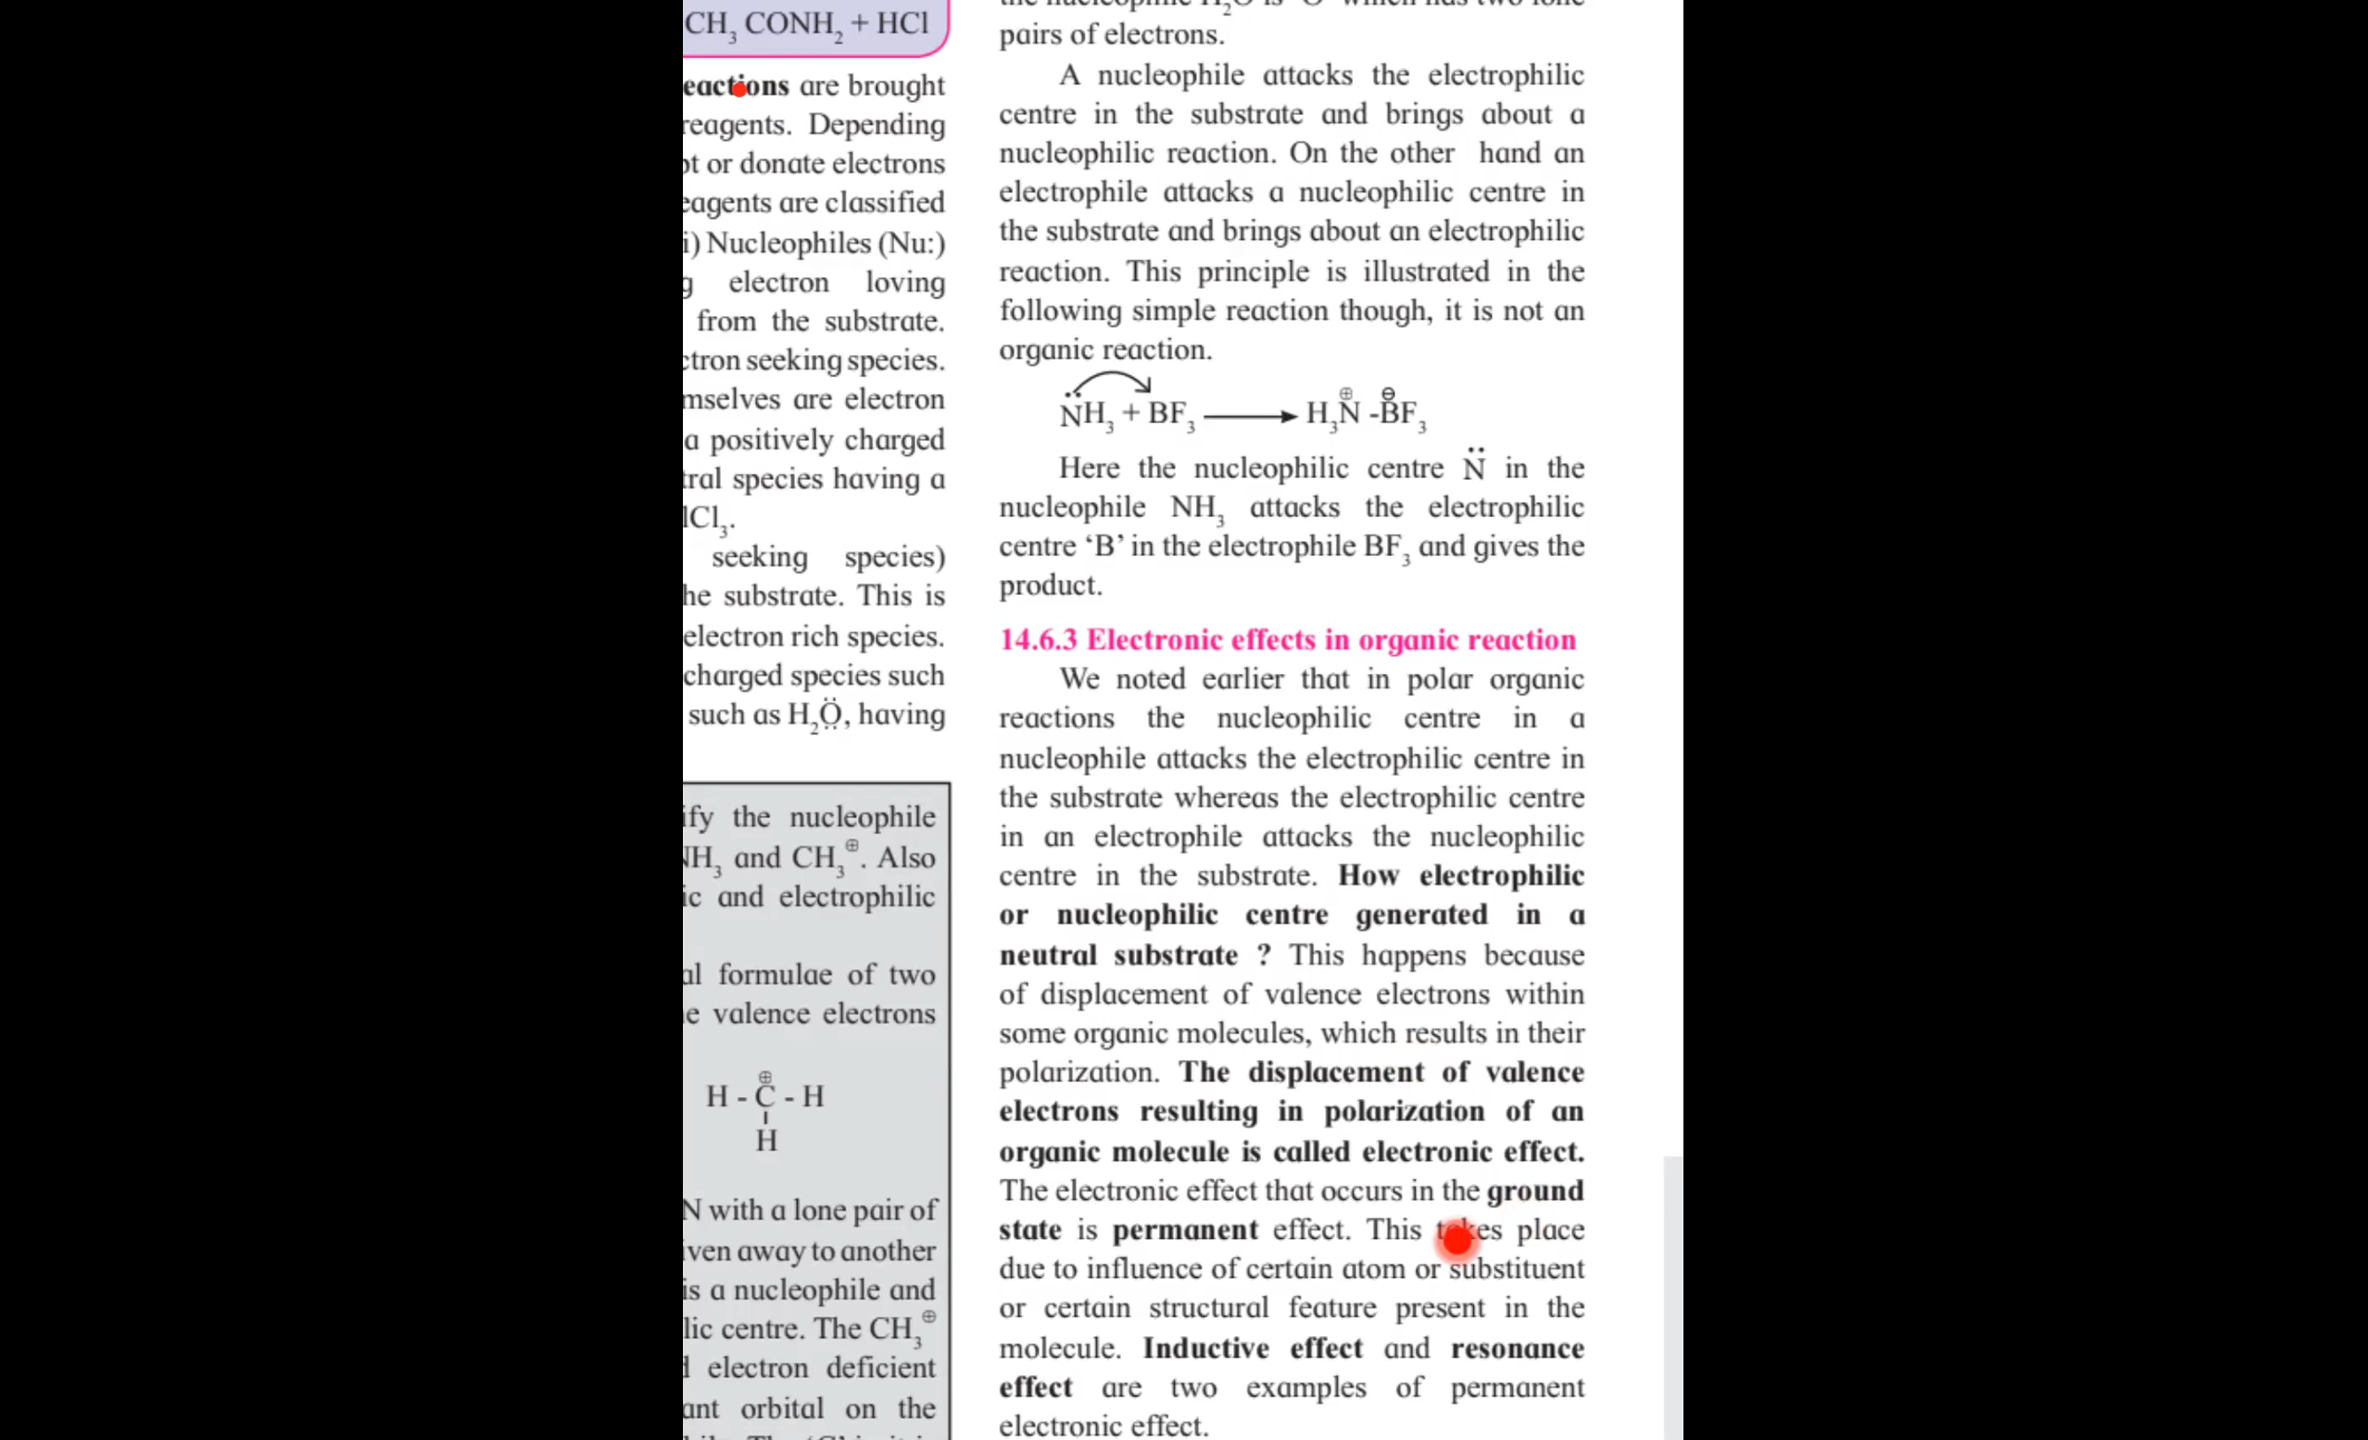 CH3 CONH2 + HCl
eactions are brought
reagents. Depending
or donate electrons
eagents are classified
i) Nucleophiles (Nu:)
g electron loving
from the substrate.
ctron seeking species.
mselves are electron
a positively charged
tral species having a
lCl3.
seeking species)
he substrate. This is
electron rich species.
charged species such
such as H2Ö, having
ify the nucleophile
NH3 and CH3⊕. Also
ic and electrophilic
al formulae of two
e valence electrons
⊕
H - C - H
H
N with a lone pair of
iven away to another
is a nucleophile and
lic centre. The CH3⊕
electron deficient
ant orbital on the
pairs of electrons.
A nucleophile attacks the electrophilic
centre in the substrate and brings about a
nucleophilic reaction. On the other hand an
electrophile attacks a nucleophilic centre in
the substrate and brings about an electrophilic
reaction. This principle is illustrated in the
following simple reaction though, it is not an
organic reaction.
N̈H3 + BF3 ⟶ H3N⊕ -B⊖F3
Here the nucleophilic centre N̈ in the
nucleophile NH3 attacks the electrophilic
centre ‘B’ in the electrophile BF3 and gives the
product.
14.6.3 Electronic effects in organic reaction
We noted earlier that in polar organic
reactions the nucleophilic centre in a
nucleophile attacks the electrophilic centre in
the substrate whereas the electrophilic centre
in an electrophile attacks the nucleophilic
centre in the substrate. How electrophilic
or nucleophilic centre generated in a
neutral substrate ? This happens because
of displacement of valence electrons within
some organic molecules, which results in their
polarization. The displacement of valence
electrons resulting in polarization of an
organic molecule is called electronic effect.
The electronic effect that occurs in the ground
state is permanent effect. This takes place
due to influence of certain atom or substituent
or certain structural feature present in the
molecule. Inductive effect and resonance
effect are two examples of permanent
electronic effect.